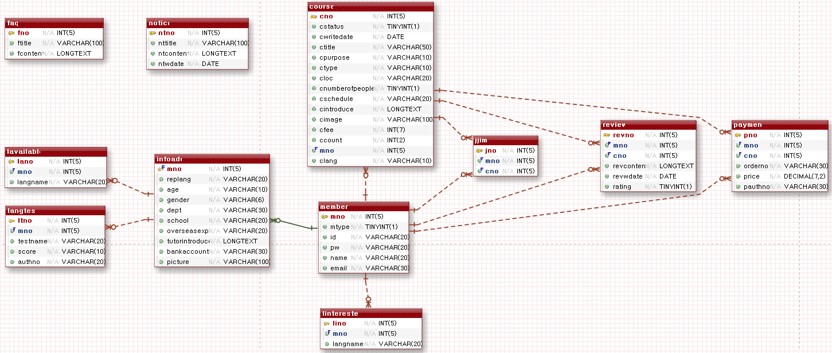 faq
fno N/A INT(5)
ftitle N/A VARCHAR(100)
fconten N/A LONGTEXT
notice
ntno N/A INT(5)
nttitle N/A VARCHAR(100)
ntconten N/A LONGTEXT
ntwdate N/A DATE
course
cno N/A INT(5)
cstatus N/A TINYINT(1)
cwritedate N/A DATE
ctitle N/A VARCHAR(50)
cpurpose N/A VARCHAR(10)
ctype N/A VARCHAR(10)
cloc N/A VARCHAR(20)
cnumberofpeople N/A TINYINT(1)
cschedule N/A VARCHAR(20)
cintroduce N/A LONGTEXT
cimage N/A VARCHAR(100
cfee N/A INT(7)
ccount N/A INT(2)
mno N/A INT(5)
clang N/A VARCHAR(10)
lavailabl
lano N/A INT(5)
mno N/A INT(5)
langname N/A VARCHAR(20)
langtes
ltno N/A INT(5)
mno N/A INT(5)
testname N/A VARCHAR(20)
score N/A VARCHAR(10)
authno N/A VARCHAR(20)
infoadd
mno N/A INT(5)
replang N/A VARCHAR(20)
age N/A VARCHAR(10)
gender N/A VARCHAR(6)
dept N/A VARCHAR(30)
school N/A VARCHAR(20)
overseasexp N/A VARCHAR(20)
tutorintroduc N/A LONGTEXT
bankaccount N/A VARCHAR(30)
picture N/A VARCHAR(100)
member
mno N/A INT(5)
mtype N/A TINYINT(1)
id N/A VARCHAR(20)
pw N/A VARCHAR(20)
name N/A VARCHAR(20)
email N/A VARCHAR(30)
jjim
jno N/A INT(5)
mno N/A INT(5)
cno N/A INT(5)
review
revno N/A INT(5)
mno N/A INT(5)
cno N/A INT(5)
revconten N/A LONGTEXT
revwdate N/A DATE
rating N/A TINYINT(1)
paymen
pno N/A INT(5)
mno N/A INT(5)
cno N/A INT(5)
orderno N/A VARCHAR(30)
price N/A DECIMAL(7,2)
pauthno N/A VARCHAR(30)
lintereste
lino N/A INT(5)
mno N/A INT(5)
langname N/A VARCHAR(20)